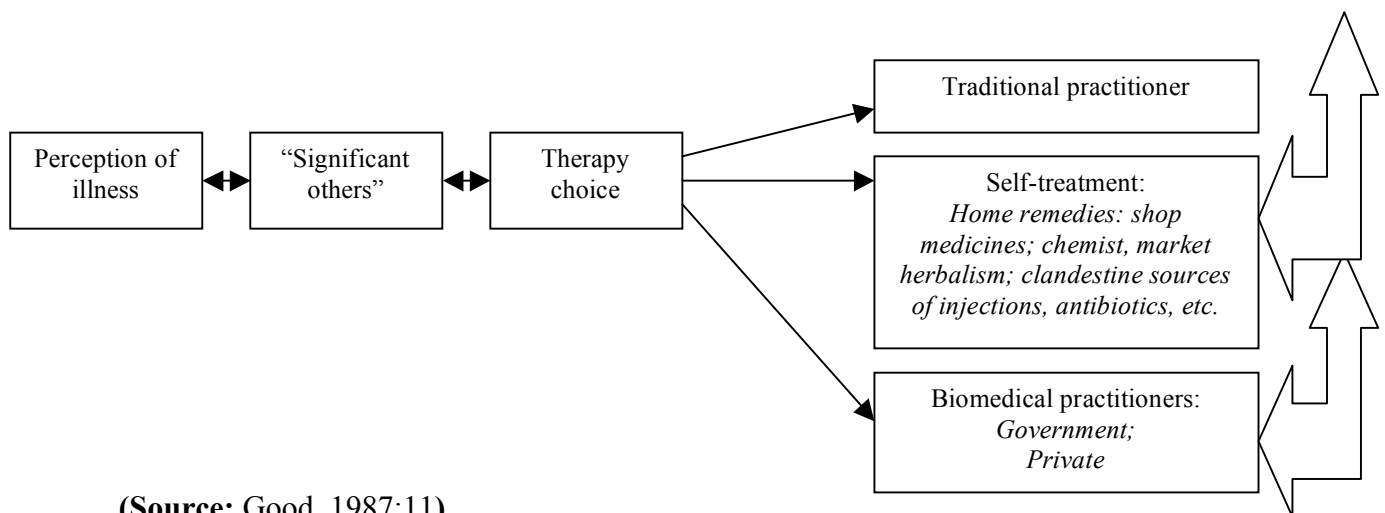 Perception of
illness
“Significant
others”
Therapy
choice
Traditional practitioner
Self-treatment:
Home remedies: shop
medicines; chemist, market
herbalism; clandestine sources
of injections, antibiotics, etc.
Biomedical practitioners:
Government;
Private
(Source: Good, 1987:11)